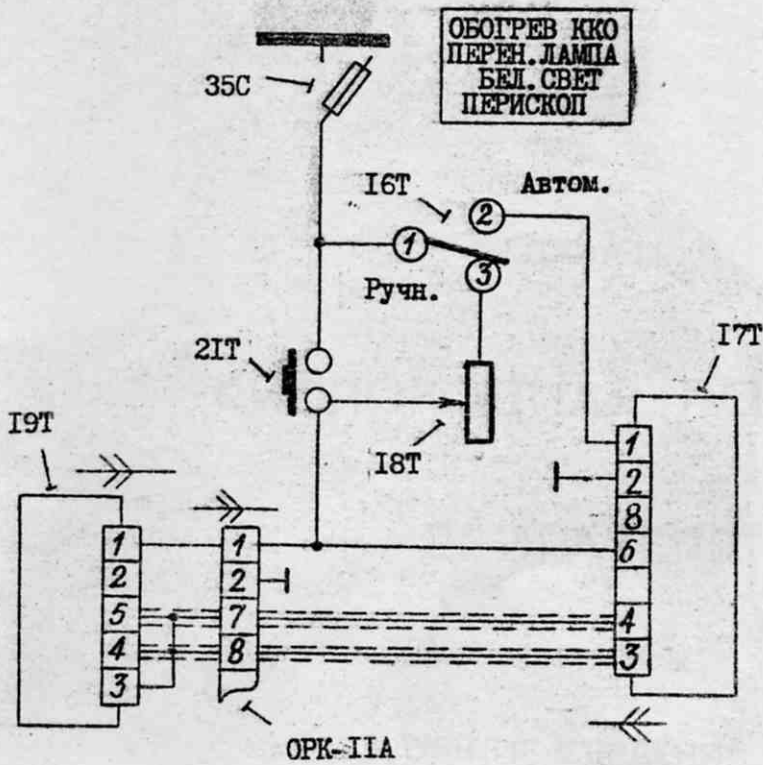 ОБОГРЕВ ККО
ПЕРЕН. ЛАМПА
БЕЛ. СВЕТ
ПЕРИСКОП
35С
I6Т
Автом.
2
1
3
Ручн.
2IТ
I8Т
I7Т
I9Т
1
2
8
6
4
3
1
2
5
4
3
1
2
7
8
ОРК-IIА